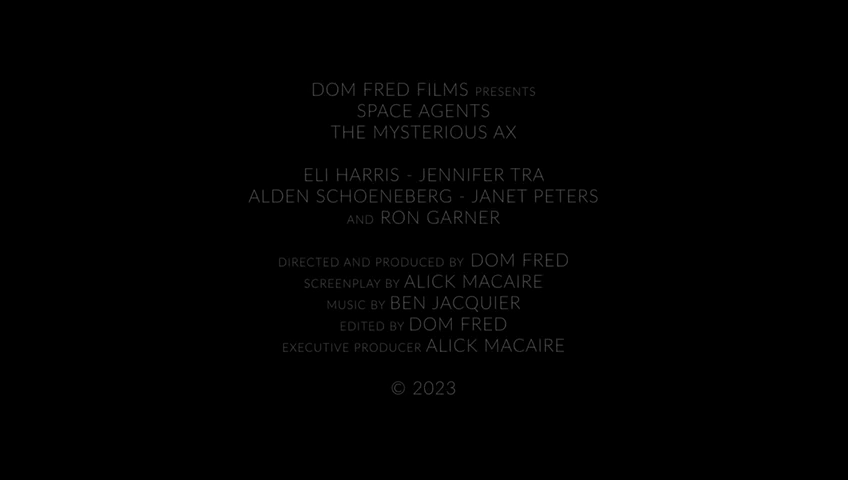 DOM FRED FILMS PRESENTS
SPACE AGENTS
THE MYSTERIOUS AX
ELI HARRIS - JENNIFER TRA
ALDEN SCHOENEBERG - JANET PETERS
AND RON GARNER
DIRECTED AND PRODUCED BY DOM FRED
SCREENPLAY BY ALICK MACAIRE
MUSIC BY BEN JACQUIER
EDITED BY DOM FRED
EXECUTIVE PRODUCER ALICK MACAIRE
© 2023